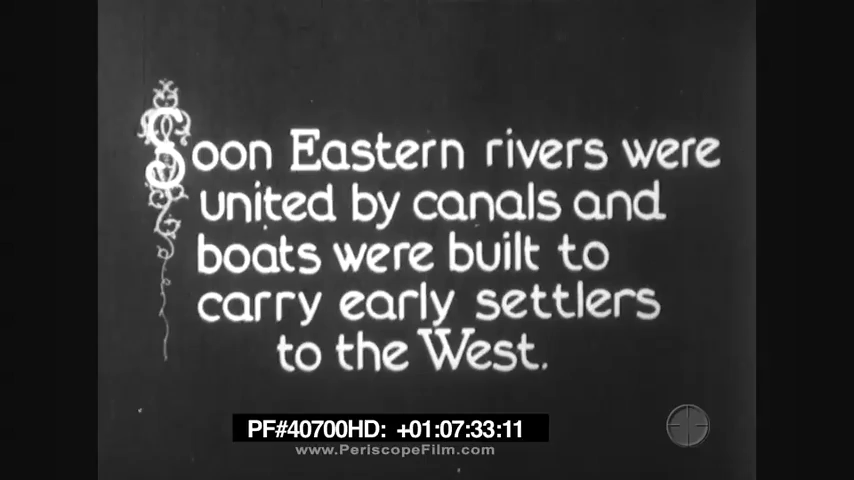 Soon Eastern rivers were
united by canals and
boats were built to
carry early settlers
to the West.
PF#40700HD: +01:07:33:11
www.PeriscopeFilm.com